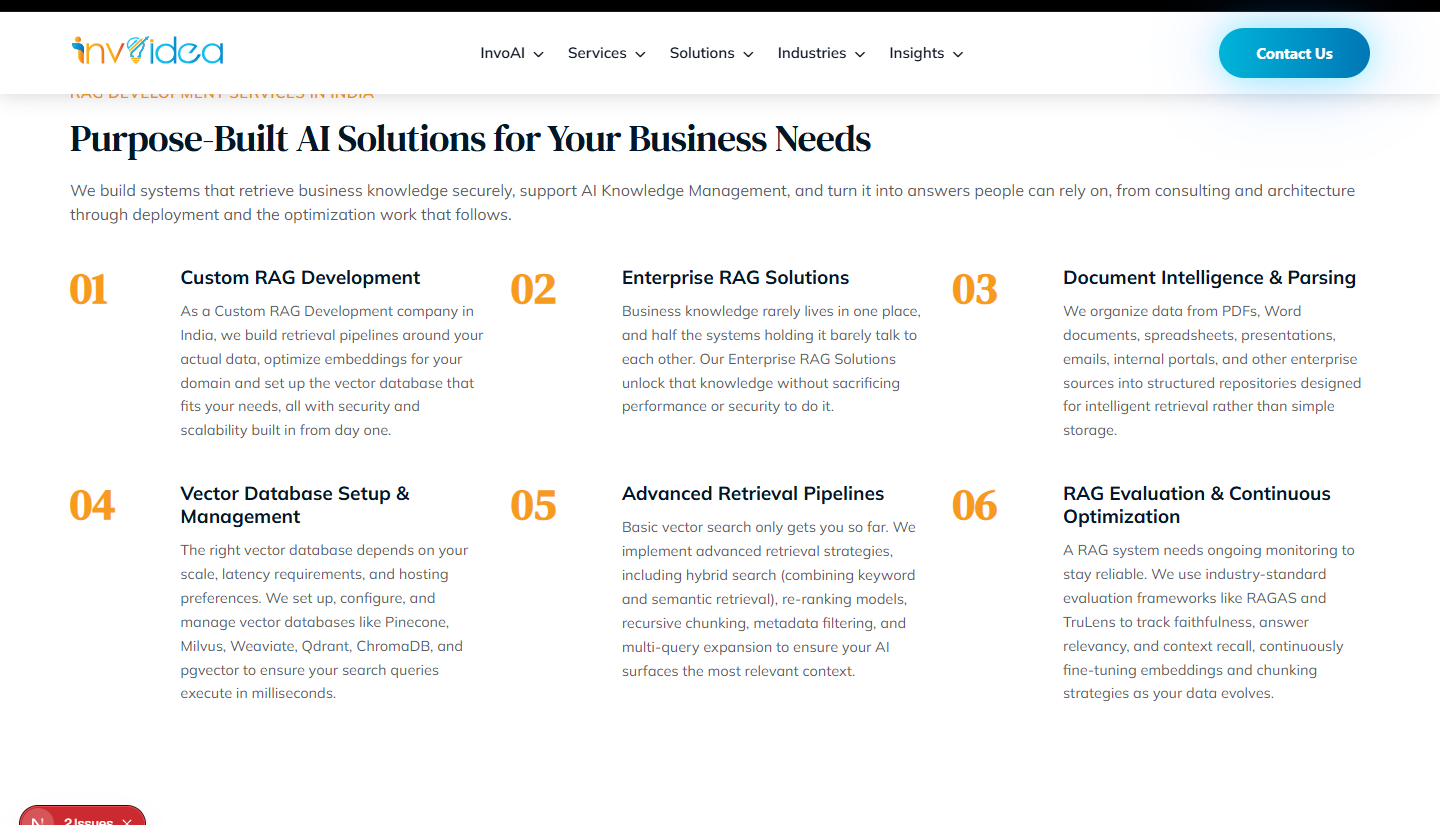 invoidea
InvoAI
Services
Solutions
Industries
Insights
Contact Us
RAG DEVELOPMENT SERVICES IN INDIA
Purpose-Built AI Solutions for Your Business Needs
We build systems that retrieve business knowledge securely, support AI Knowledge Management, and turn it into answers people can rely on, from consulting and architecture
through deployment and the optimization work that follows.
01
Custom RAG Development
As a Custom RAG Development company in
India, we build retrieval pipelines around your
actual data, optimize embeddings for your
domain and set up the vector database that
fits your needs, all with security and
scalability built in from day one.
02
Enterprise RAG Solutions
Business knowledge rarely lives in one place,
and half the systems holding it barely talk to
each other. Our Enterprise RAG Solutions
unlock that knowledge without sacrificing
performance or security to do it.
03
Document Intelligence & Parsing
We organize data from PDFs, Word
documents, spreadsheets, presentations,
emails, internal portals, and other enterprise
sources into structured repositories designed
for intelligent retrieval rather than simple
storage.
04
Vector Database Setup &
Management
The right vector database depends on your
scale, latency requirements, and hosting
preferences. We set up, configure, and
manage vector databases like Pinecone,
Milvus, Weaviate, Qdrant, ChromaDB, and
pgvector to ensure your search queries
execute in milliseconds.
05
Advanced Retrieval Pipelines
Basic vector search only gets you so far. We
implement advanced retrieval strategies,
including hybrid search (combining keyword
and semantic retrieval), re-ranking models,
recursive chunking, metadata filtering, and
multi-query expansion to ensure your AI
surfaces the most relevant context.
06
RAG Evaluation & Continuous
Optimization
A RAG system needs ongoing monitoring to
stay reliable. We use industry-standard
evaluation frameworks like RAGAS and
TruLens to track faithfulness, answer
relevancy, and context recall, continuously
fine-tuning embeddings and chunking
strategies as your data evolves.
N
2 Issues